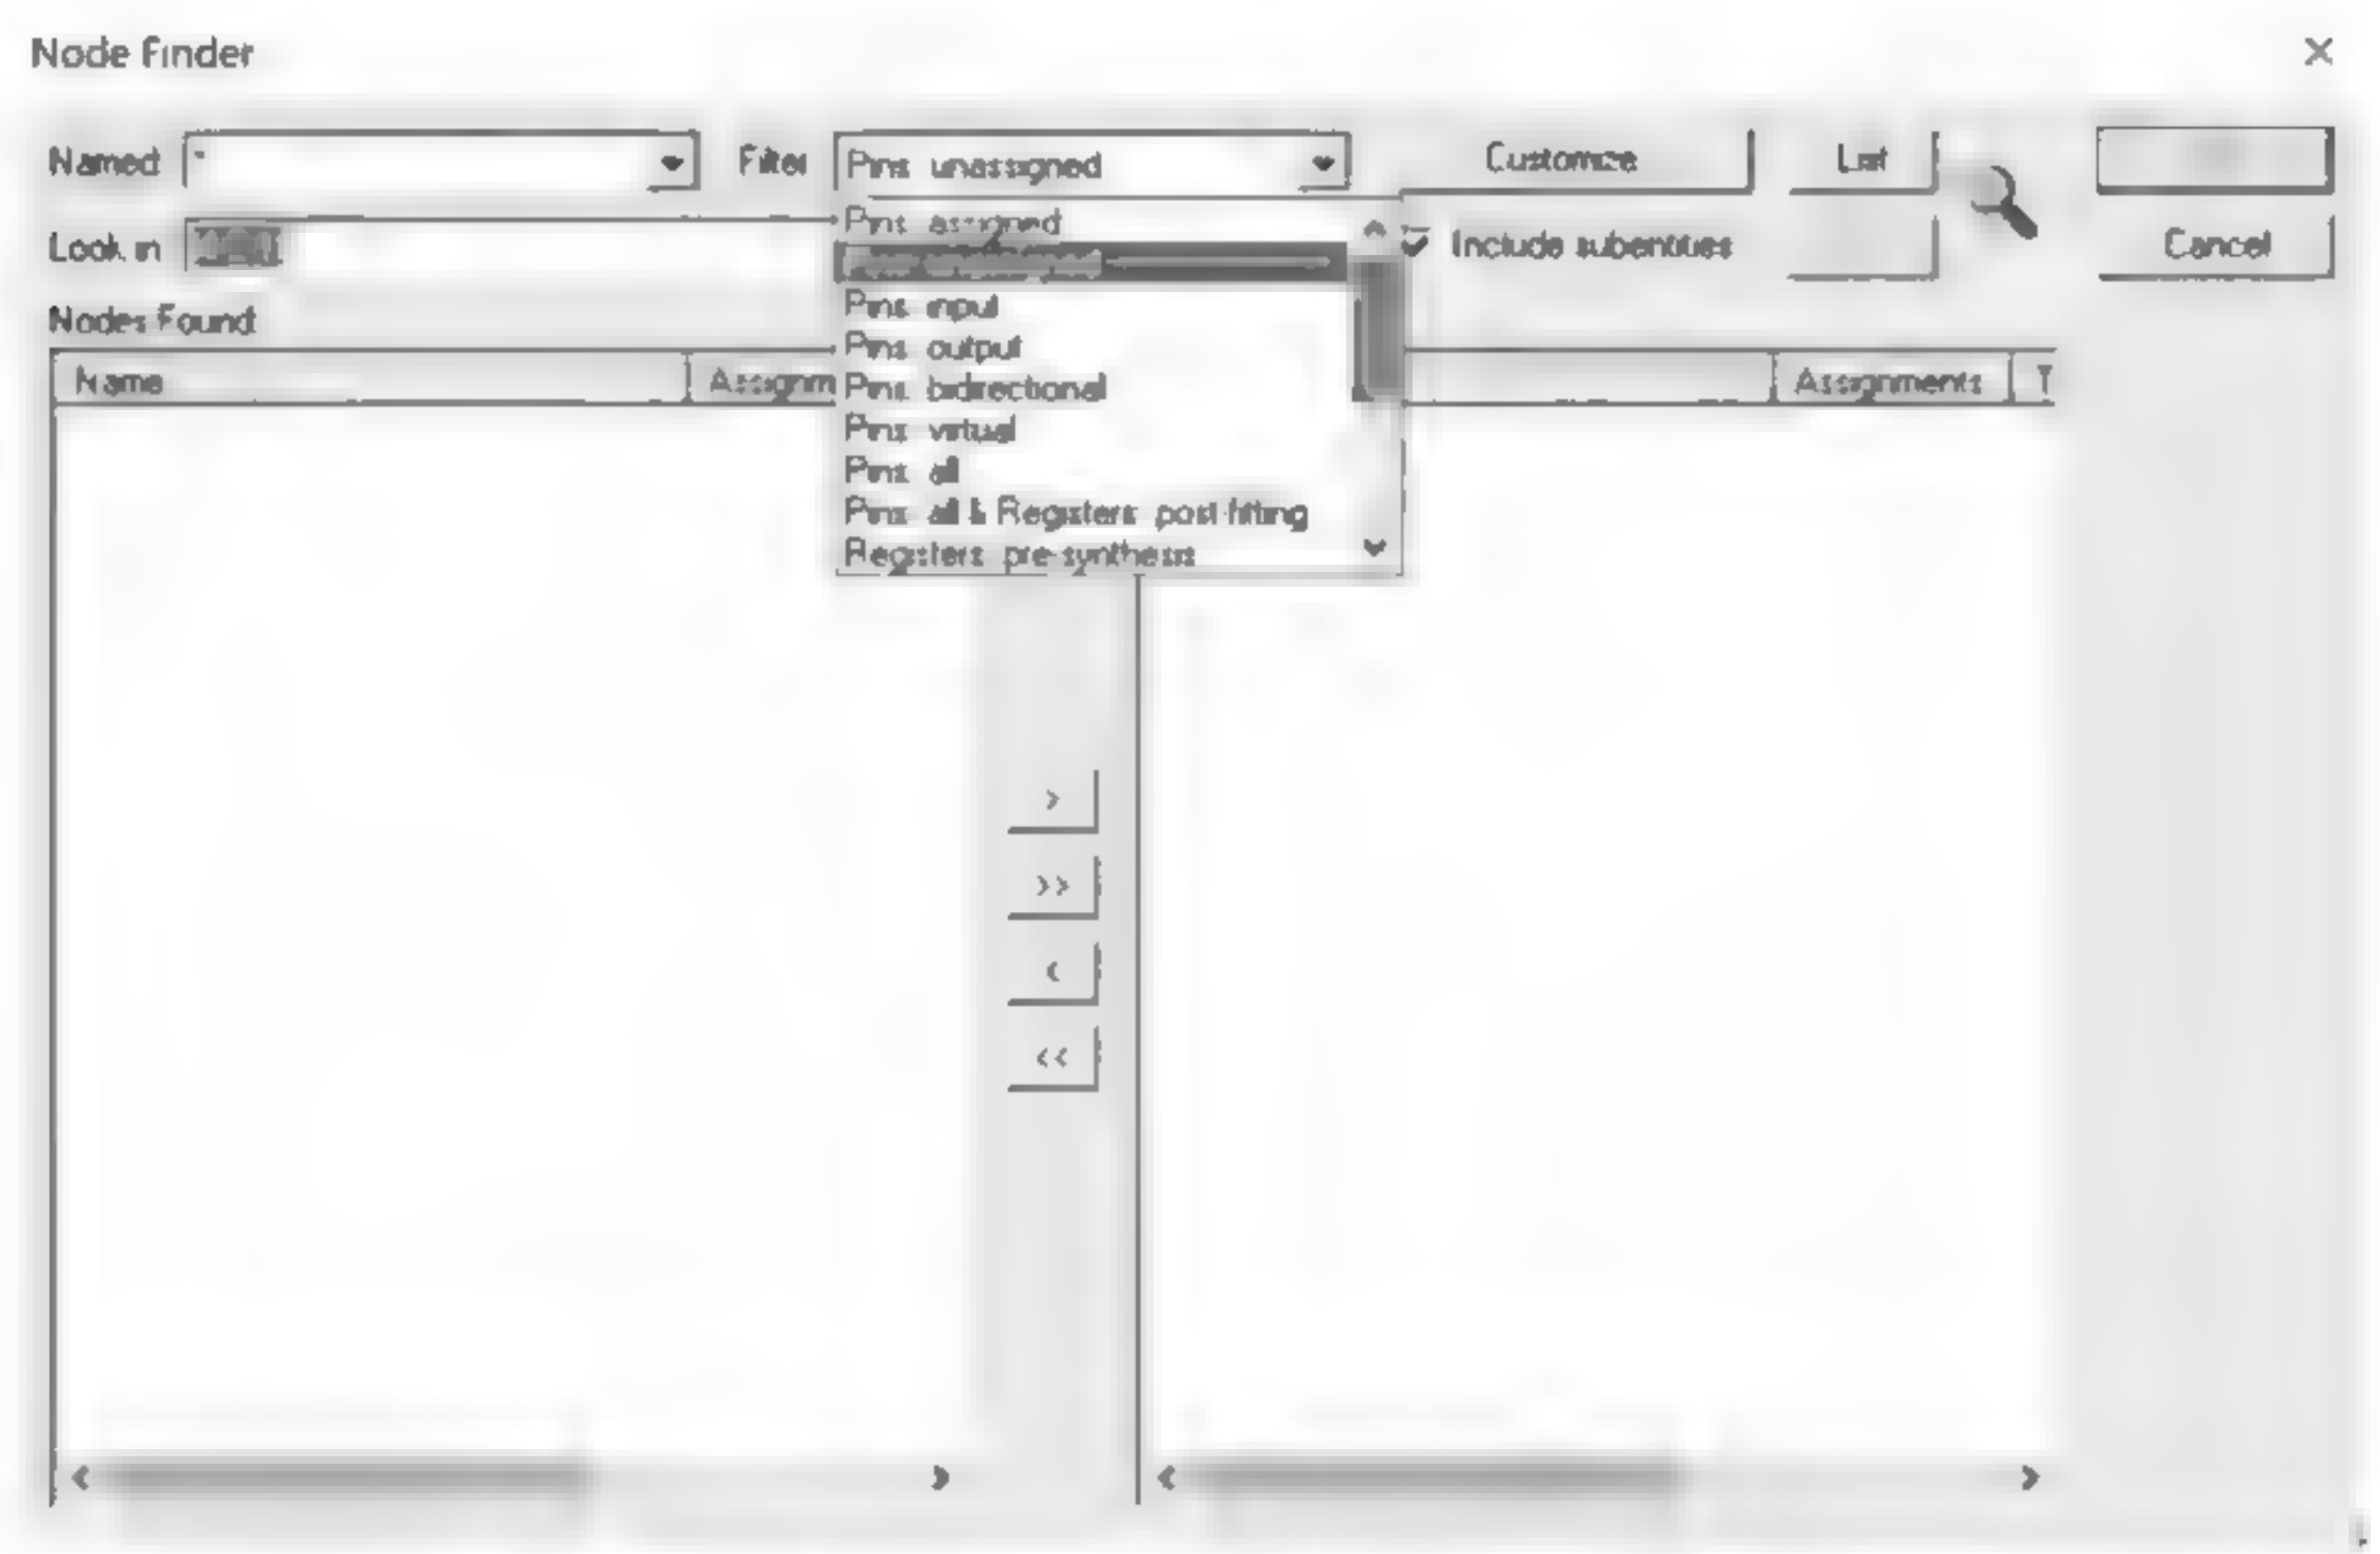 Node Finder
Named * Filter Pins unassigned Customize List
Pins assigned
Look in Include subentities Cancel
Pins input
Nodes Found
Pins output
Name Assignm Pins bidirectional Assignments T
Pins virtual
Pins all
Pins all & Registers post-fitting
Registers pre-synthesis
>
>>
<
<<